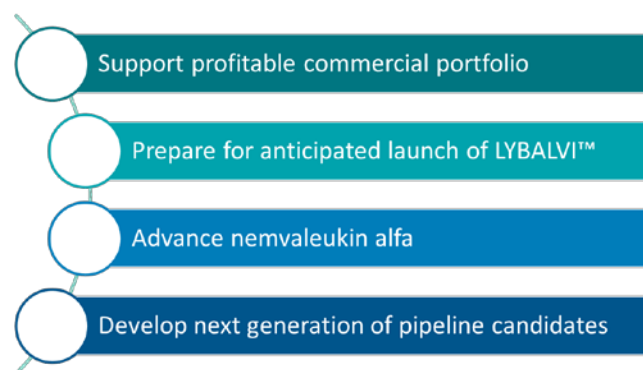 Support profitable commercial portfolio
Prepare for anticipated launch of LYBALVI™
Advance nemvaleukin alfa
Develop next generation of pipeline candidates